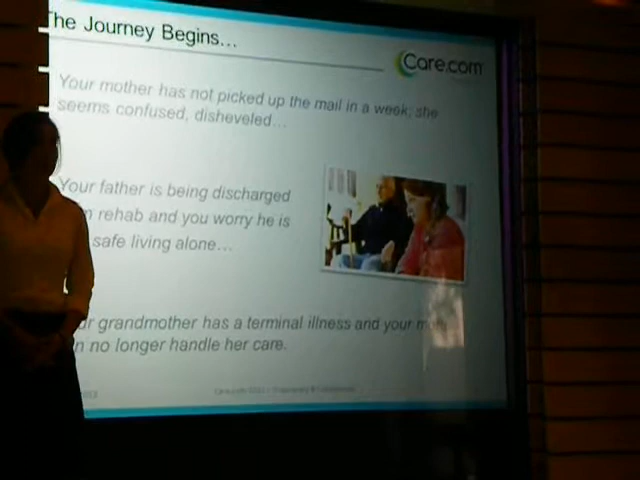 The Journey Begins...
Care.com
Your mother has not picked up the mail in a week; she
seems confused, disheveled...
Your father is being discharged
rehab and you worry he is
safe living alone...
grandmother has a terminal illness and your
no longer handle her care.